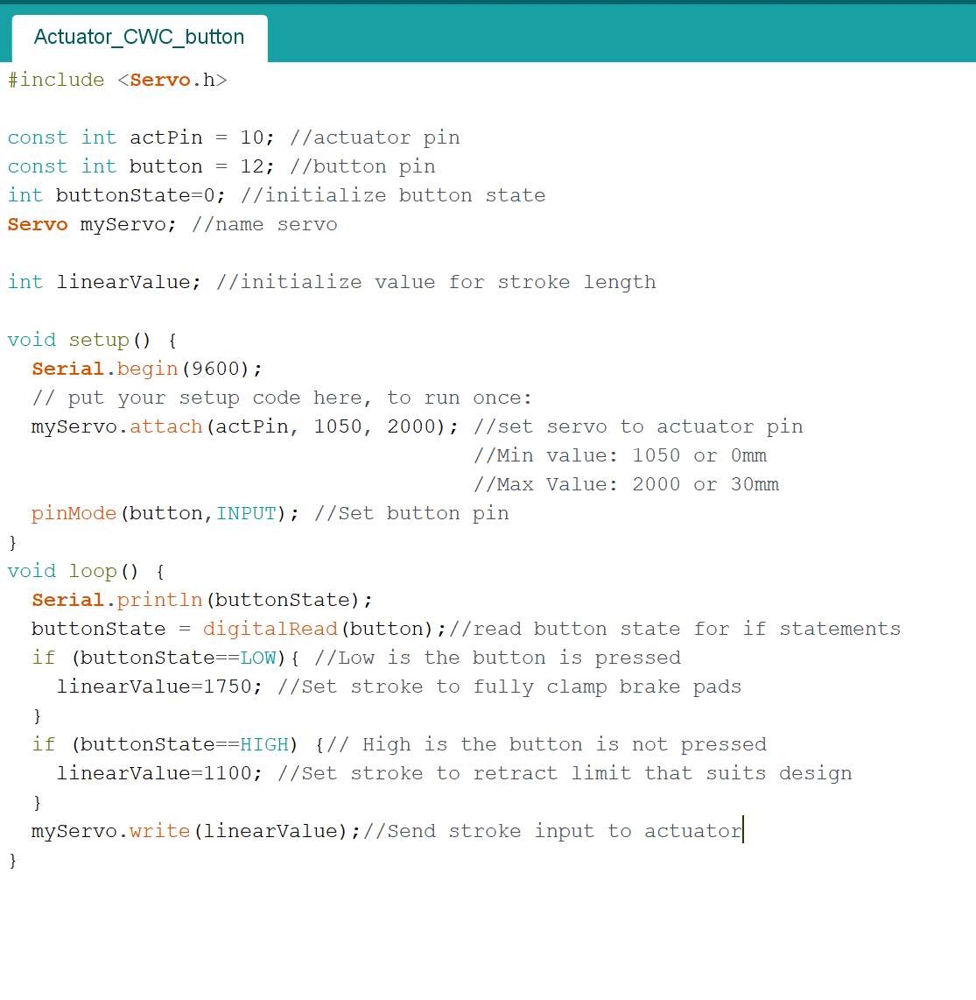 Actuator_CWC_button
#include <Servo.h>
const int actPin = 10; //actuator pin
const int button = 12; //button pin
int buttonState=0; //initialize button state
Servo myServo; //name servo
int linearValue; //initialize value for stroke length
void setup() {
  Serial.begin(9600);
  // put your setup code here, to run once:
  myServo.attach(actPin, 1050, 2000); //set servo to actuator pin
                                      //Min value: 1050 or 0mm
                                      //Max Value: 2000 or 30mm
  pinMode(button,INPUT); //Set button pin
}
void loop() {
  Serial.println(buttonState);
  buttonState = digitalRead(button);//read button state for if statements
  if (buttonState==LOW){ //Low is the button is pressed
    linearValue=1750; //Set stroke to fully clamp brake pads
  }
  if (buttonState==HIGH) {// High is the button is not pressed
    linearValue=1100; //Set stroke to retract limit that suits design
  }
  myServo.write(linearValue);//Send stroke input to actuator
}